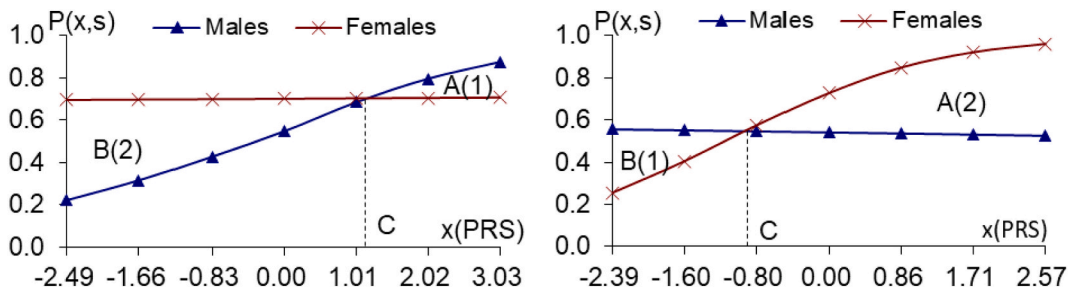 P(x,s)
Males Females
1.0
0.8
0.6
0.4
0.2
0.0
A(1)
B(2)
C
x(PRS)
-2.49 -1.66 -0.83 0.00 1.01 2.02 3.03
P(x,s)
Males Females
1.0
0.8
0.6
0.4
0.2
0.0
A(2)
B(1)
C
x(PRS)
-2.39 -1.60 -0.80 0.00 0.86 1.71 2.57